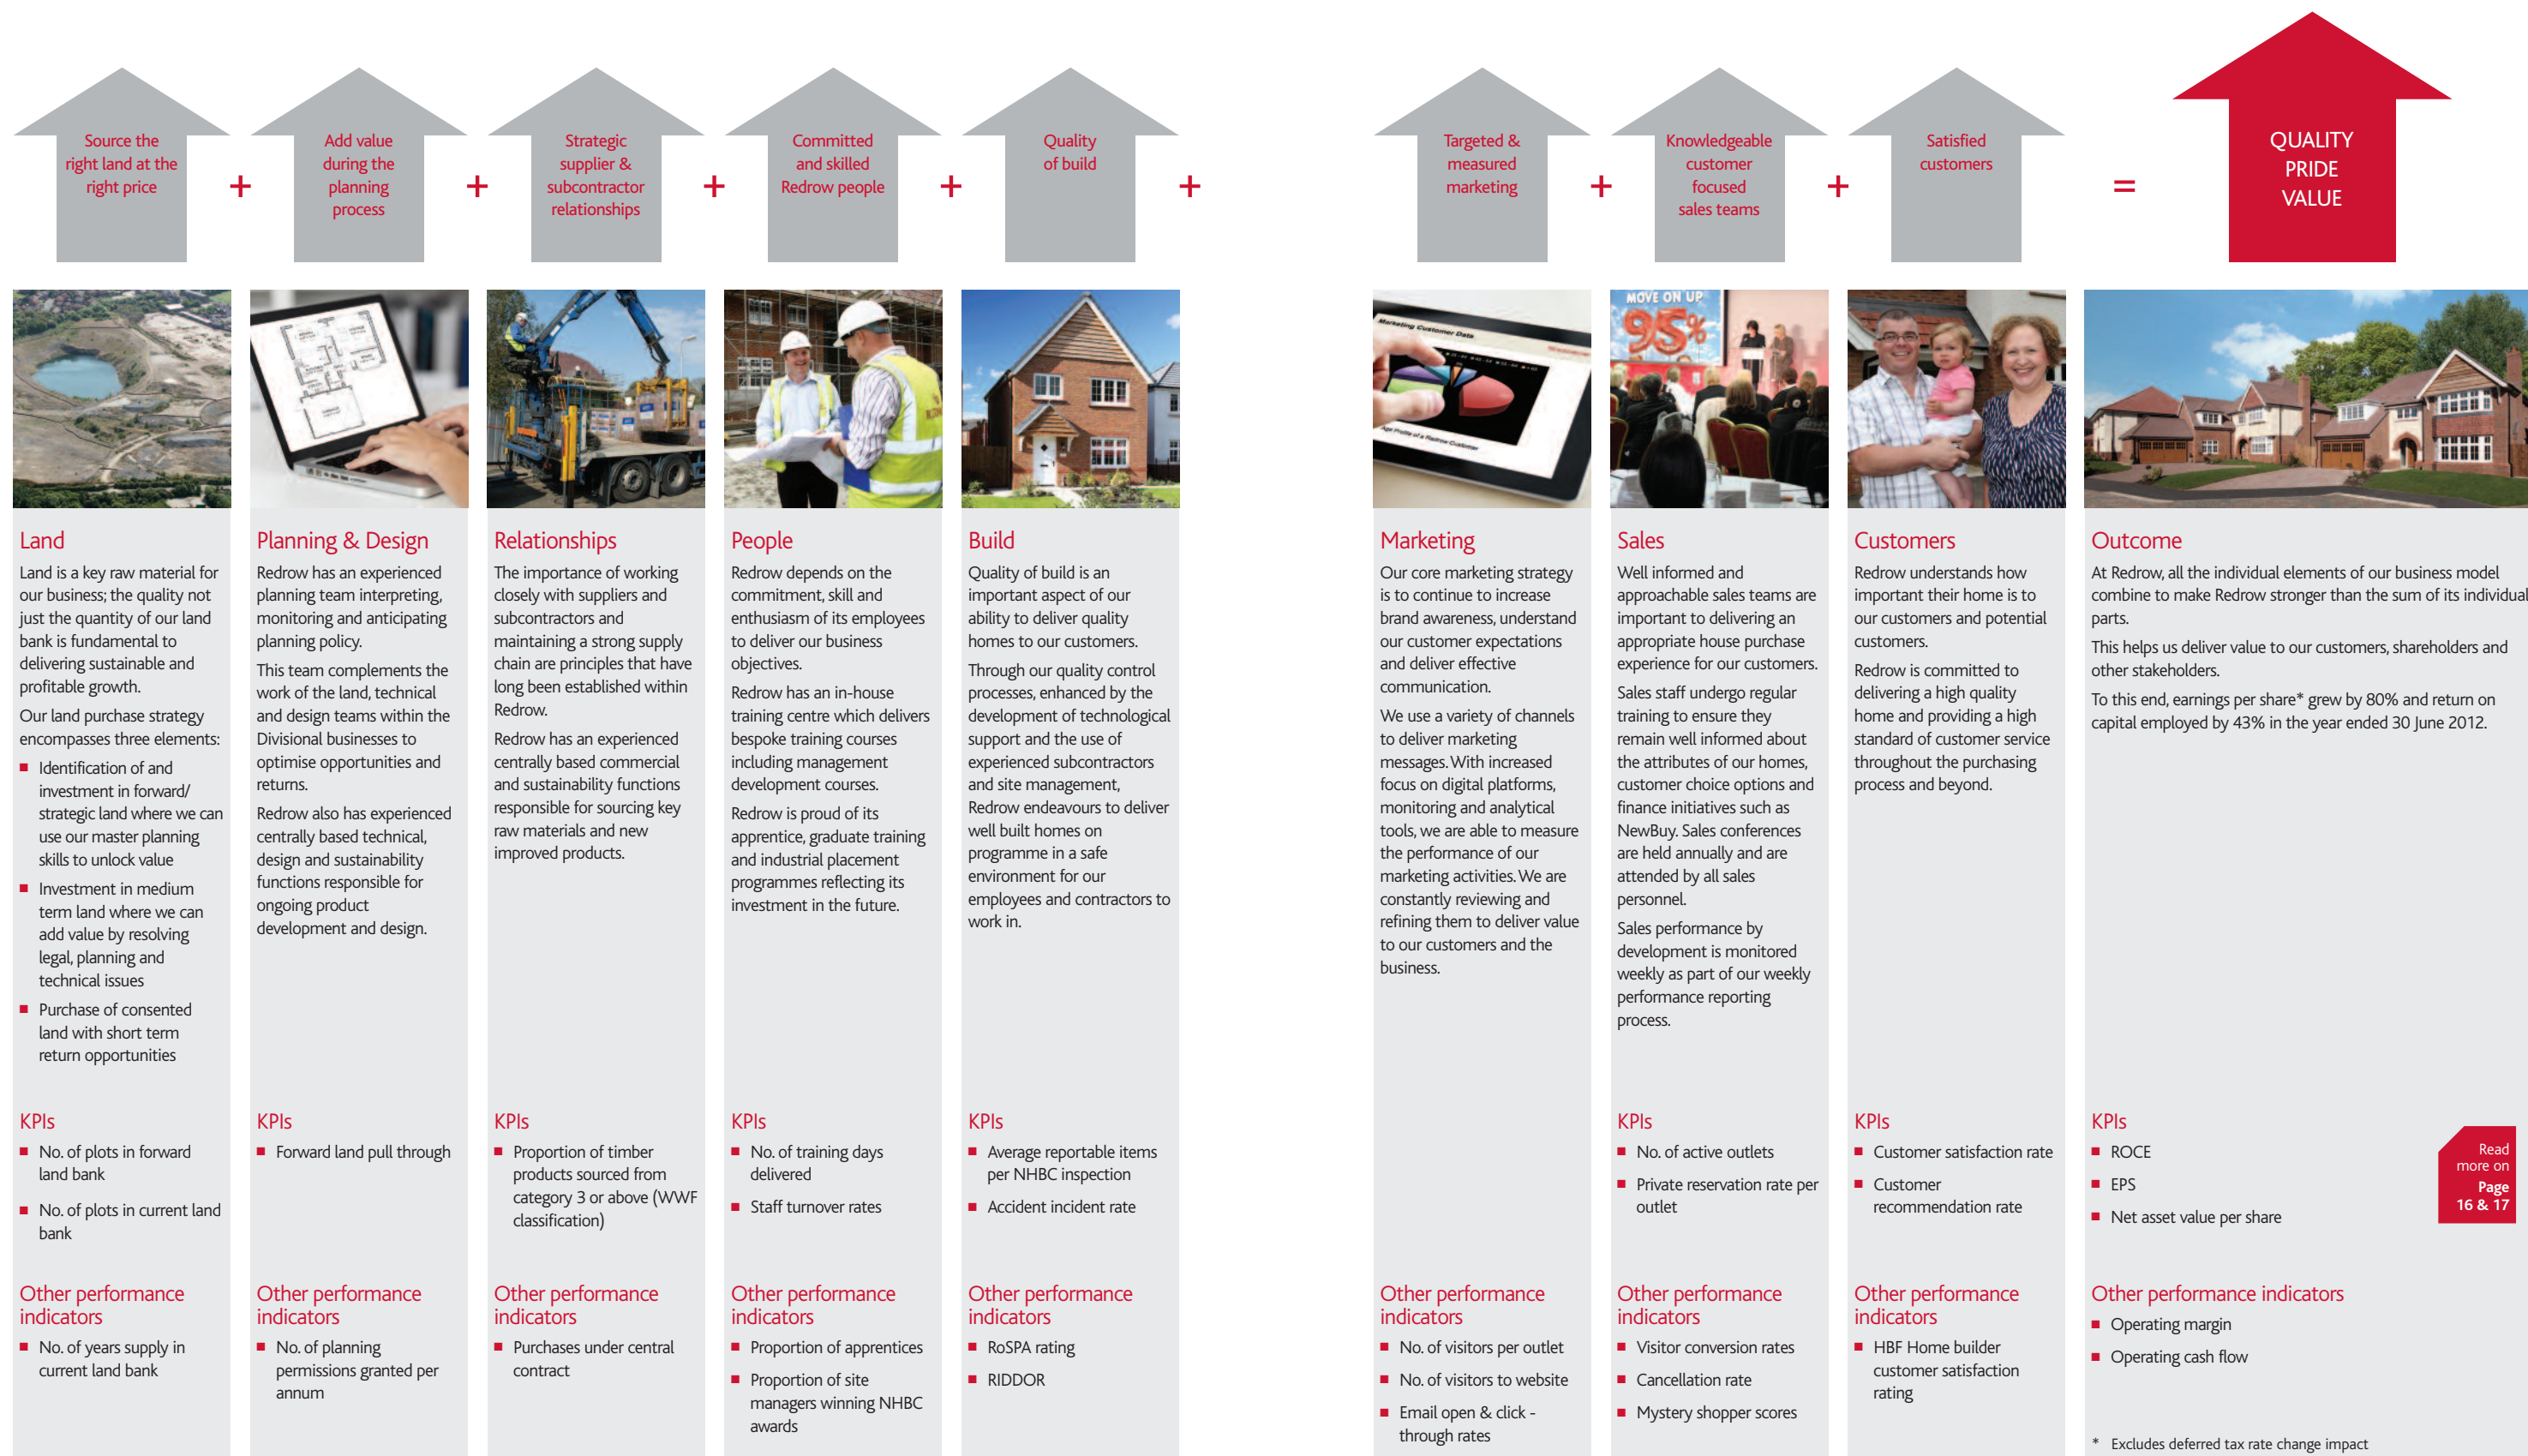 Source the
right land at the
right price
+
Add value
during the
planning
process
+
Strategic
supplier &
subcontractor
relationships
+
Committed
and skilled
Redrow people
+
Quality
of build
+
Targeted &
measured
marketing
+
Knowledgeable
customer
focused
sales teams
+
Satisfied
customers
=
QUALITY
PRIDE
VALUE
Marketing Customer Data
Age Profile of a Redrow Customer
MOVE ON UP
95%
Land
Land is a key raw material for
our business; the quality not
just the quantity of our land
bank is fundamental to
delivering sustainable and
profitable growth.
Our land purchase strategy
encompasses three elements:
■ Identification of and
investment in forward/
strategic land where we can
use our master planning
skills to unlock value
■ Investment in medium
term land where we can
add value by resolving
legal, planning and
technical issues
■ Purchase of consented
land with short term
return opportunities
KPIs
■ No. of plots in forward
land bank
■ No. of plots in current land
bank
Other performance
indicators
■ No. of years supply in
current land bank
Planning & Design
Redrow has an experienced
planning team interpreting,
monitoring and anticipating
planning policy.
This team complements the
work of the land, technical
and design teams within the
Divisional businesses to
optimise opportunities and
returns.
Redrow also has experienced
centrally based technical,
design and sustainability
functions responsible for
ongoing product
development and design.
KPIs
■ Forward land pull through
Other performance
indicators
■ No. of planning
permissions granted per
annum
Relationships
The importance of working
closely with suppliers and
subcontractors and
maintaining a strong supply
chain are principles that have
long been established within
Redrow.
Redrow has an experienced
centrally based commercial
and sustainability functions
responsible for sourcing key
raw materials and new
improved products.
KPIs
■ Proportion of timber
products sourced from
category 3 or above (WWF
classification)
Other performance
indicators
■ Purchases under central
contract
People
Redrow depends on the
commitment, skill and
enthusiasm of its employees
to deliver our business
objectives.
Redrow has an in-house
training centre which delivers
bespoke training courses
including management
development courses.
Redrow is proud of its
apprentice, graduate training
and industrial placement
programmes reflecting its
investment in the future.
KPIs
■ No. of training days
delivered
■ Staff turnover rates
Other performance
indicators
■ Proportion of apprentices
■ Proportion of site
managers winning NHBC
awards
Build
Quality of build is an
important aspect of our
ability to deliver quality
homes to our customers.
Through our quality control
processes, enhanced by the
development of technological
support and the use of
experienced subcontractors
and site management,
Redrow endeavours to deliver
well built homes on
programme in a safe
environment for our
employees and contractors to
work in.
KPIs
■ Average reportable items
per NHBC inspection
■ Accident incident rate
Other performance
indicators
■ RoSPA rating
■ RIDDOR
Marketing
Our core marketing strategy
is to continue to increase
brand awareness, understand
our customer expectations
and deliver effective
communication.
We use a variety of channels
to deliver marketing
messages. With increased
focus on digital platforms,
monitoring and analytical
tools, we are able to measure
the performance of our
marketing activities. We are
constantly reviewing and
refining them to deliver value
to our customers and the
business.
Other performance
indicators
■ No. of visitors per outlet
■ No. of visitors to website
■ Email open & click -
through rates
Sales
Well informed and
approachable sales teams are
important to delivering an
appropriate house purchase
experience for our customers.
Sales staff undergo regular
training to ensure they
remain well informed about
the attributes of our homes,
customer choice options and
finance initiatives such as
NewBuy. Sales conferences
are held annually and are
attended by all sales
personnel.
Sales performance by
development is monitored
weekly as part of our weekly
performance reporting
process.
KPIs
■ No. of active outlets
■ Private reservation rate per
outlet
Other performance
indicators
■ Visitor conversion rates
■ Cancellation rate
■ Mystery shopper scores
Customers
Redrow understands how
important their home is to
our customers and potential
customers.
Redrow is committed to
delivering a high quality
home and providing a high
standard of customer service
throughout the purchasing
process and beyond.
KPIs
■ Customer satisfaction rate
■ Customer
recommendation rate
Other performance
indicators
■ HBF Home builder
customer satisfaction
rating
Outcome
At Redrow, all the individual elements of our business model
combine to make Redrow stronger than the sum of its individual
parts.
This helps us deliver value to our customers, shareholders and
other stakeholders.
To this end, earnings per share* grew by 80% and return on
capital employed by 43% in the year ended 30 June 2012.
KPIs
■ ROCE
■ EPS
■ Net asset value per share
Read
more on
Page
16 & 17
Other performance indicators
■ Operating margin
■ Operating cash flow
* Excludes deferred tax rate change impact